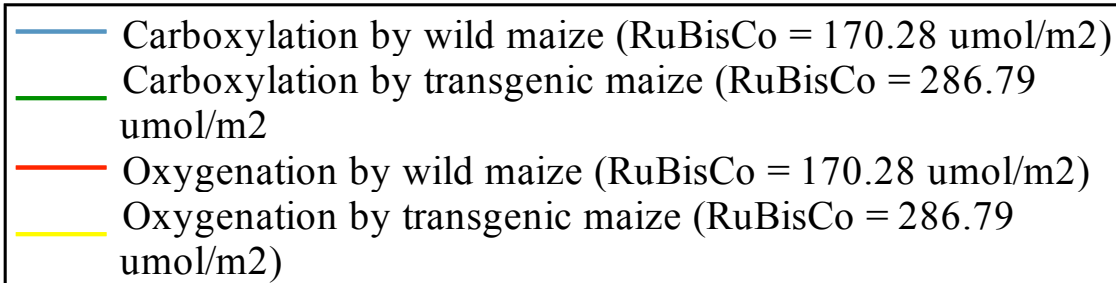 Carboxylation by wild maize (RuBisCo = 170.28 umol/m2)
Carboxylation by transgenic maize (RuBisCo = 286.79
umol/m2
Oxygenation by wild maize (RuBisCo = 170.28 umol/m2)
Oxygenation by transgenic maize (RuBisCo = 286.79
umol/m2)